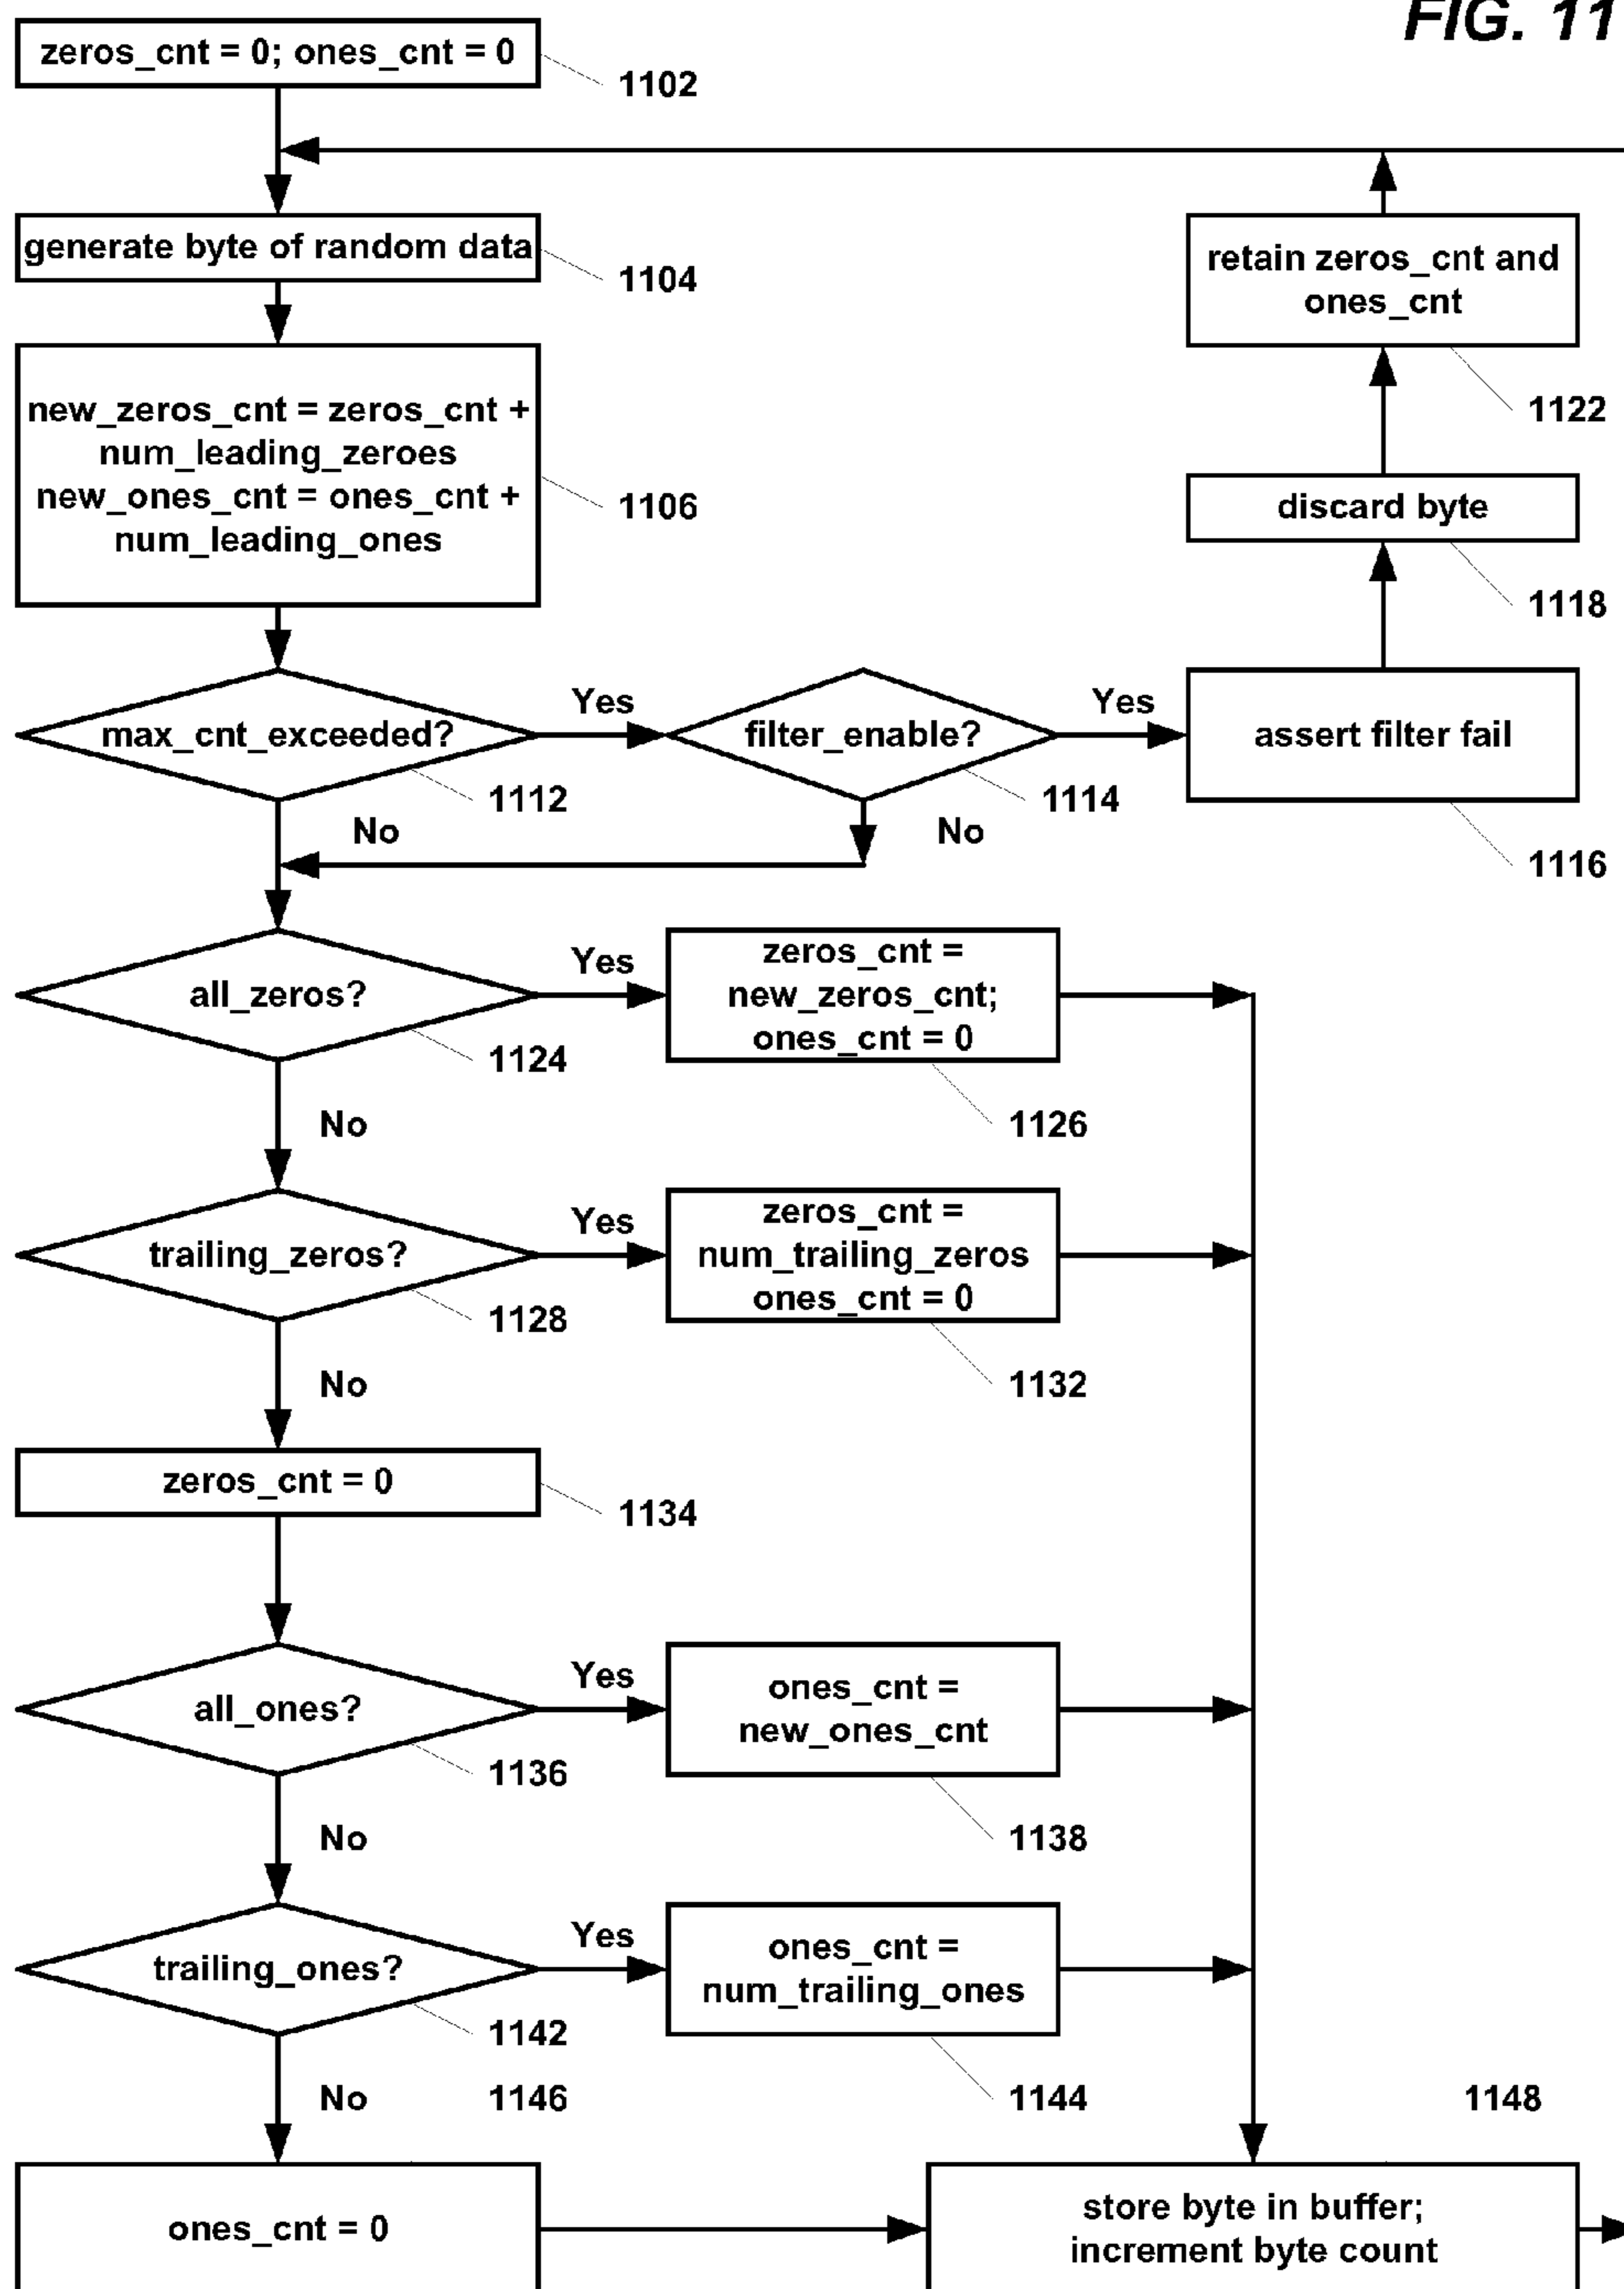 FIG. 11
zeros_cnt = 0; ones_cnt = 0
1102
generate byte of random data
1104
retain zeros_cnt and
ones_cnt
1122
new_zeros_cnt = zeros_cnt +
num_leading_zeroes
new_ones_cnt = ones_cnt +
num_leading_ones
1106
discard byte
1118
max_cnt_exceeded?
1112
Yes
No
filter_enable?
1114
Yes
No
assert filter fail
1116
all_zeros?
1124
Yes
No
zeros_cnt =
new_zeros_cnt;
ones_cnt = 0
1126
trailing_zeros?
1128
Yes
No
zeros_cnt =
num_trailing_zeros
ones_cnt = 0
1132
zeros_cnt = 0
1134
all_ones?
1136
Yes
No
ones_cnt =
new_ones_cnt
1138
trailing_ones?
1142
Yes
No
ones_cnt =
num_trailing_ones
1144
1146
ones_cnt = 0
1148
store byte in buffer;
increment byte count